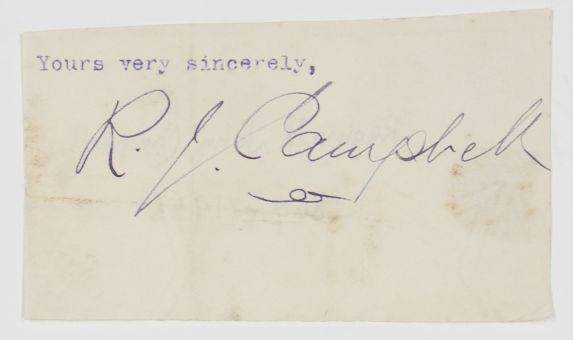 Yours very sincerely,
R. J. Campbell